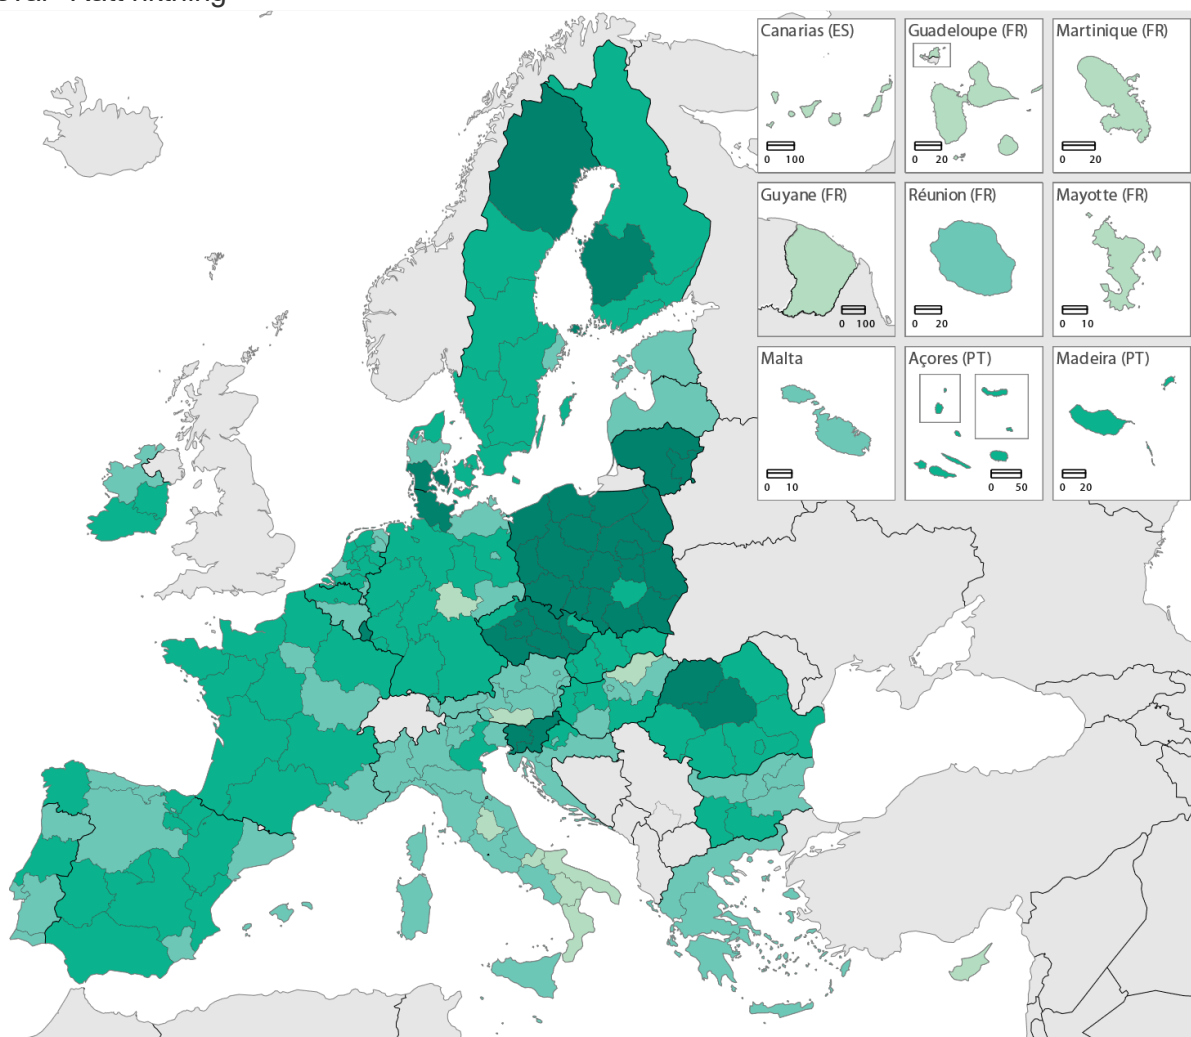 Canarias (ES)
0 100
Guadeloupe (FR)
0 20
Martinique (FR)
0 20
Guyane (FR)
0 100
Réunion (FR)
0 20
Mayotte (FR)
0 10
Malta
0 10
Açores (PT)
0 50
Madeira (PT)
0 20